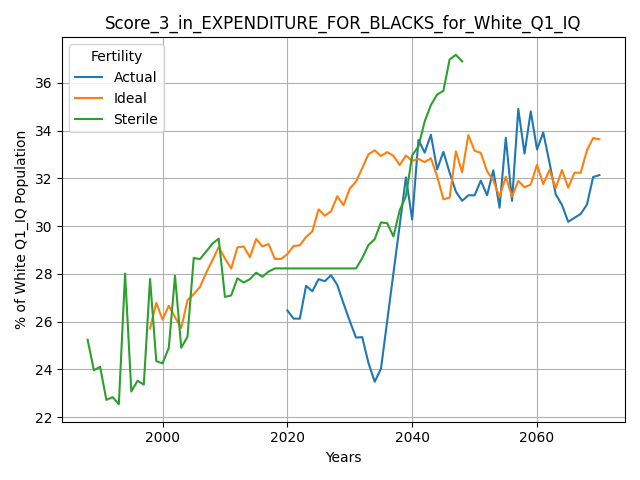 Score_3_in_EXPENDITURE_FOR_BLACKS_for_White_Q1_IQ
Fertility
Actual
Ideal
Sterile
% of White Q1_IQ Population
36
34
32
30
28
26
24
22
2000
2020
2040
2060
Years